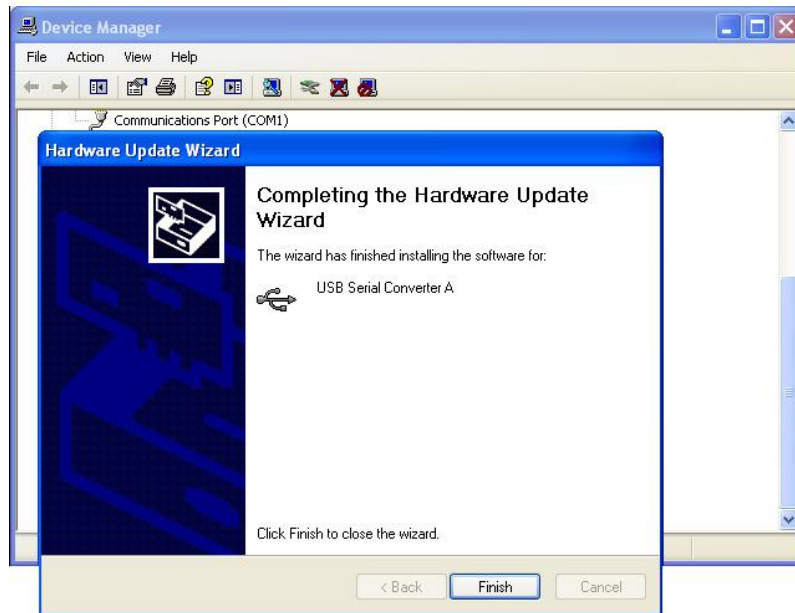 Device Manager
File Action View Help
Communications Port (COM1)
Hardware Update Wizard
Completing the Hardware Update
Wizard
The wizard has finished installing the software for:
USB Serial Converter A
Click Finish to close the wizard.
< Back Finish Cancel